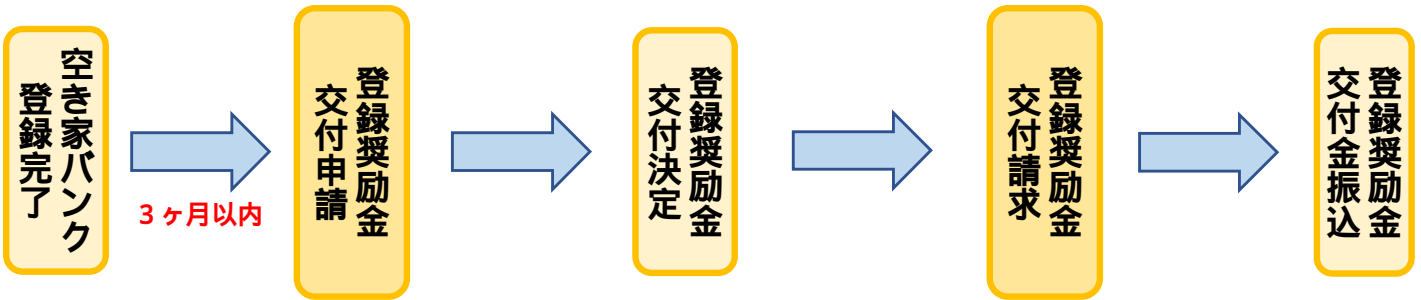 空き家バンク
登録完了
３ヶ月以内
登録奨励金
交付申請
登録奨励金
交付決定
登録奨励金
交付請求
登録奨励金
交付金振込